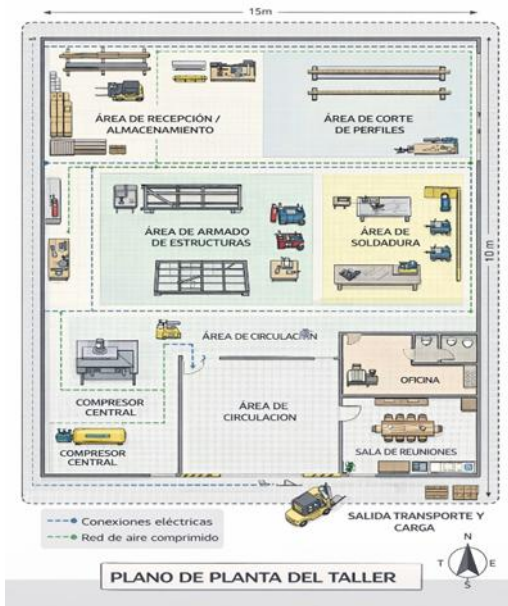 15m
ÁREA DE RECEPCIÓN /
ALMACENAMIENTO
ÁREA DE CORTE
DE PERFILES
ÁREA DE ARMADO
DE ESTRUCTURAS
ÁREA DE
SOLDADURA
10 m
ÁREA DE CIRCULACIÓN
COMPRESOR
CENTRAL
ÁREA DE
CIRCULACION
OFICINA
COMPRESOR
CENTRAL
SALA DE REUNIONES
SALIDA TRANSPORTE Y
CARGA
Conexiones eléctricas
Red de aire comprimido
PLANO DE PLANTA DEL TALLER
N
T
E
S